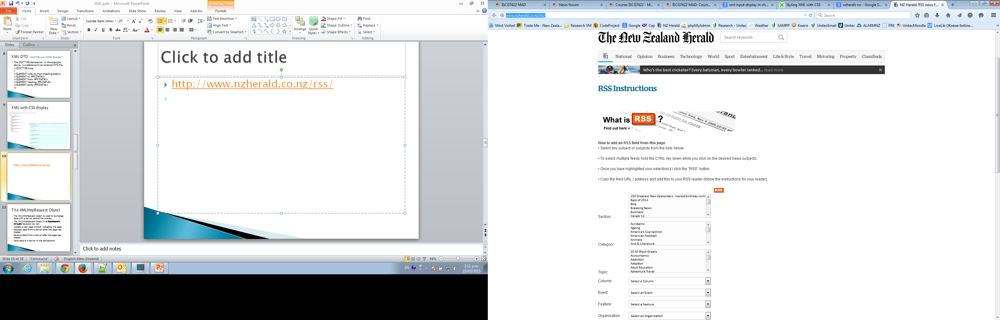 XML.pptx - Microsoft PowerPoint
Drawing Tools
File Home Insert Design Transitions Animations Slide Show Review View Add-Ins Format
Paste
Cut
Copy
Format Painter
Clipboard
New Slide
Layout
Reset
Section
Slides
Lucida Sans Unicc 27
Font
Paragraph
Text Direction
Align Text
Convert to SmartArt
Arrange
Quick Styles
Shape Fill
Shape Outline
Shape Effects
Drawing
Find
Replace
Select
Editing
Slides Outline
8
XML DTD <!DOCTYPE note SYSTEM "Note.dtd">
The DOCTYPE declaration, in the example
above, is a reference to an external DTD file.
<!DOCTYPE note
[
<!ELEMENT note (to,from,heading,body)>
<!ELEMENT to (#PCDATA)>
<!ELEMENT from (#PCDATA)>
<!ELEMENT heading (#PCDATA)>
<!ELEMENT body (#PCDATA)>
]>
9
XML with CSS display
10
http://www.nzherald.co.nz/rss/
11
The XMLHttpRequest Object
The XMLHttpRequest object is used to exchange
data with a server behind the scenes.
The XMLHttpRequest object is a developer's
dream because you can:
Update a web page without reloading the page
Request data from a server after the page has
loaded
Receive data from a server after the page has
loaded
Send data to a server in the background
Click to add title
http://www.nzherald.co.nz/rss/
Click to add notes
Slide 10 of 18 "Concourse" English (New Zealand) 94%
EN 2:11 p.m.
23/03/2015
ISCG7422 MAD
News forum
Course: ISCG7422 - M...
ISCG7422 MAD: Cours...
xml input display in ch...
Styling XML with CSS
nzherals rss - Google S...
NZ Herald: RSS news f...
www.nzherald.co.nz/rss/
Search
Most Visited Trade Me - New Zeala... Research VM CodeProject Google Cap NZ Herald phpMyAdmin Research - Unitec Weather XAMPP Книги UnitecEmail Unitec ALARMNZ FRK UnitecMoodle LiveLib (Живая библи...
The New Zealand Herald
Search keywords...
National Opinion Business Technology World Sport Entertainment Life & Style Travel Motoring Property Classifieds
Who's the best cricketer? Every batsman, every bowler ranked... read more
RSS Instructions
What is RSS ?
Find out here »
to return to roots
Wed, Nov 9 2005 10:45 AM
How to add an RSS feed from this page
• Select any subject or subjects from the lists below.
• To select multiple feeds hold the CTRL key down while you click on the desired news subjects.
• Once you have highlighted your selection(s) click the "RSS" button.
• Copy the feed URL / address and add this to your RSS reader (follow the instructions for your reader).
RSS
Section:
150 Greatest New Zealanders - Herald birthday comm
Best of 2014
Bite
Breaking News
Business
Career 12
Category:
Accidents
Ageing
America's Cup opinion
American Football
Animals
Arts & Literature
Topic:
20 All Black Greats
Accountancy
Addiction
Adoption
Adult Education
Adventure Travel
Column: Select a Column
Event: Select an Event
Feature: Select a Feature
Organisation: Select an Organisation